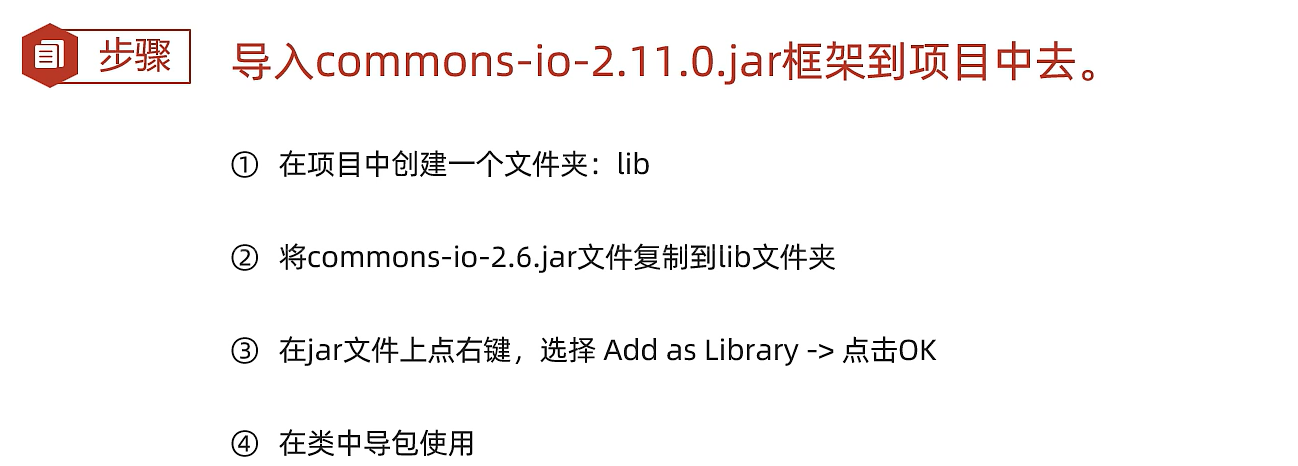 步骤
导入commons-io-2.11.0.jar框架到项目中去。
① 在项目中创建一个文件夹：lib
② 将commons-io-2.6.jar文件复制到lib文件夹
③ 在jar文件上点右键，选择 Add as Library -> 点击OK
④ 在类中导包使用